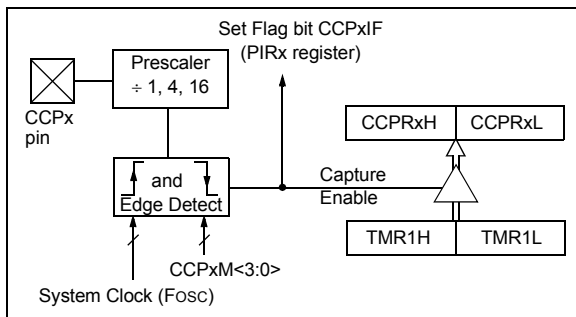 Set Flag bit CCPxIF
(PIRx register)
Prescaler
÷ 1, 4, 16
CCPx
pin
CCPRxH
CCPRxL
and
Edge Detect
Capture
Enable
TMR1H
TMR1L
CCPxM<3:0>
System Clock (FOSC)